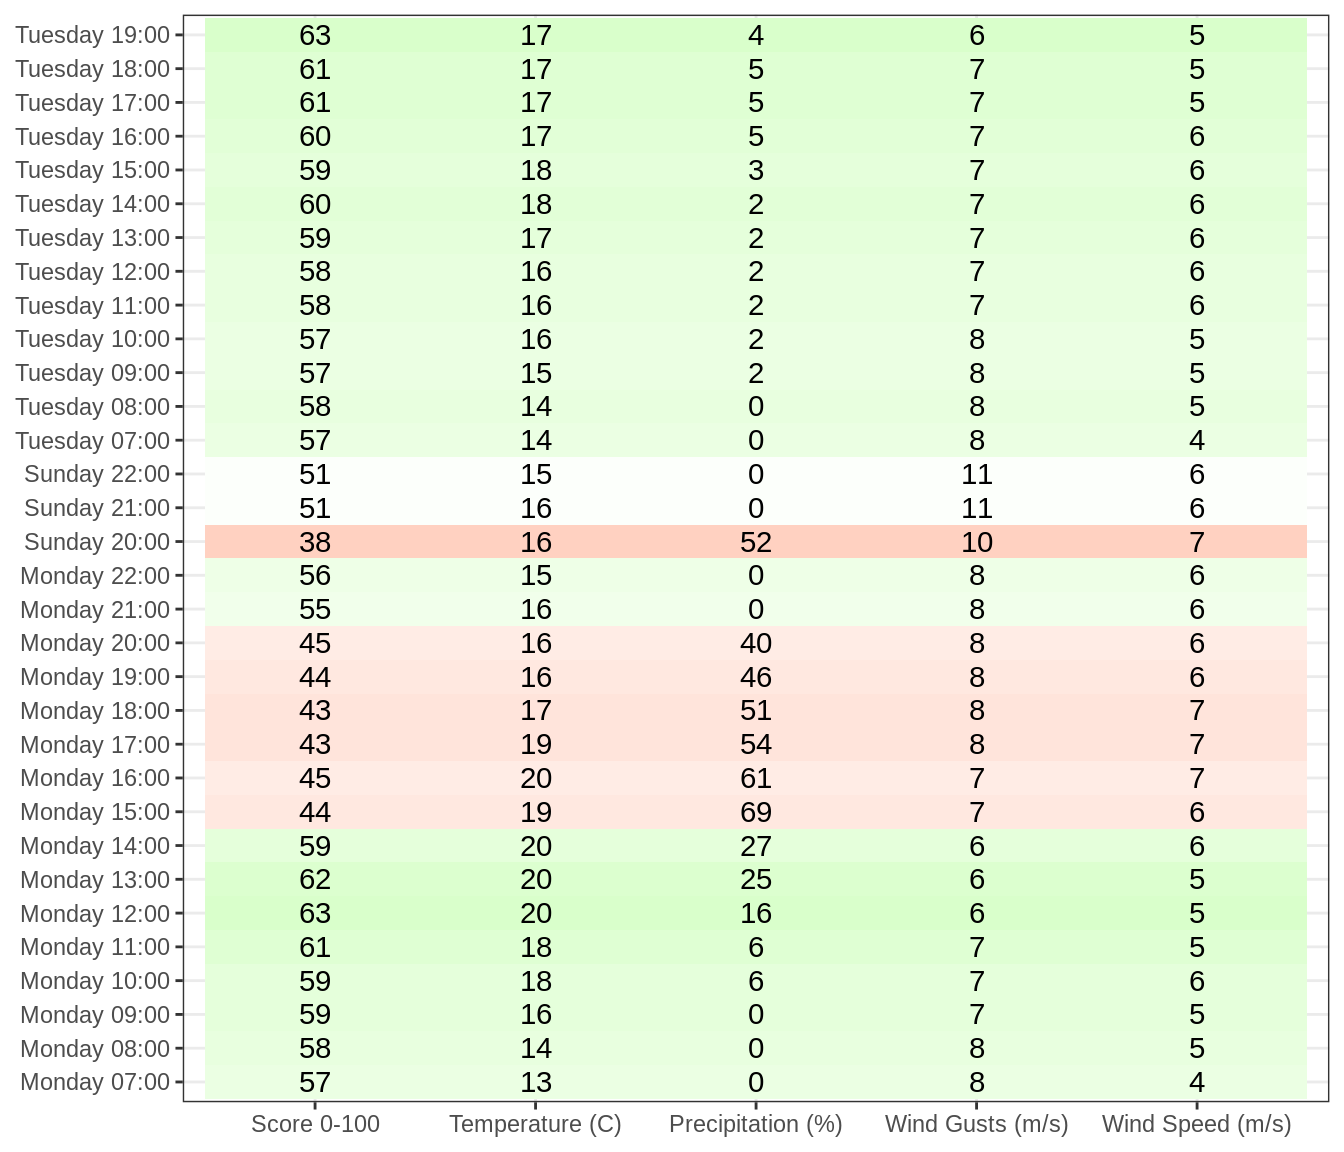 Tuesday 19:00 63 17 4 6 5
Tuesday 18:00 61 17 5 7 5
Tuesday 17:00 61 17 5 7 5
Tuesday 16:00 60 17 5 7 6
Tuesday 15:00 59 18 3 7 6
Tuesday 14:00 60 18 2 7 6
Tuesday 13:00 59 17 2 7 6
Tuesday 12:00 58 16 2 7 6
Tuesday 11:00 58 16 2 7 6
Tuesday 10:00 57 16 2 8 5
Tuesday 09:00 57 15 2 8 5
Tuesday 08:00 58 14 0 8 5
Tuesday 07:00 57 14 0 8 4
Sunday 22:00 51 15 0 11 6
Sunday 21:00 51 16 0 11 6
Sunday 20:00 38 16 52 10 7
Monday 22:00 56 15 0 8 6
Monday 21:00 55 16 0 8 6
Monday 20:00 45 16 40 8 6
Monday 19:00 44 16 46 8 6
Monday 18:00 43 17 51 8 7
Monday 17:00 43 19 54 8 7
Monday 16:00 45 20 61 7 7
Monday 15:00 44 19 69 7 6
Monday 14:00 59 20 27 6 6
Monday 13:00 62 20 25 6 5
Monday 12:00 63 20 16 6 5
Monday 11:00 61 18 6 7 5
Monday 10:00 59 18 6 7 6
Monday 09:00 59 16 0 7 5
Monday 08:00 58 14 0 8 5
Monday 07:00 57 13 0 8 4
Score 0-100 Temperature (C) Precipitation (%) Wind Gusts (m/s) Wind Speed (m/s)